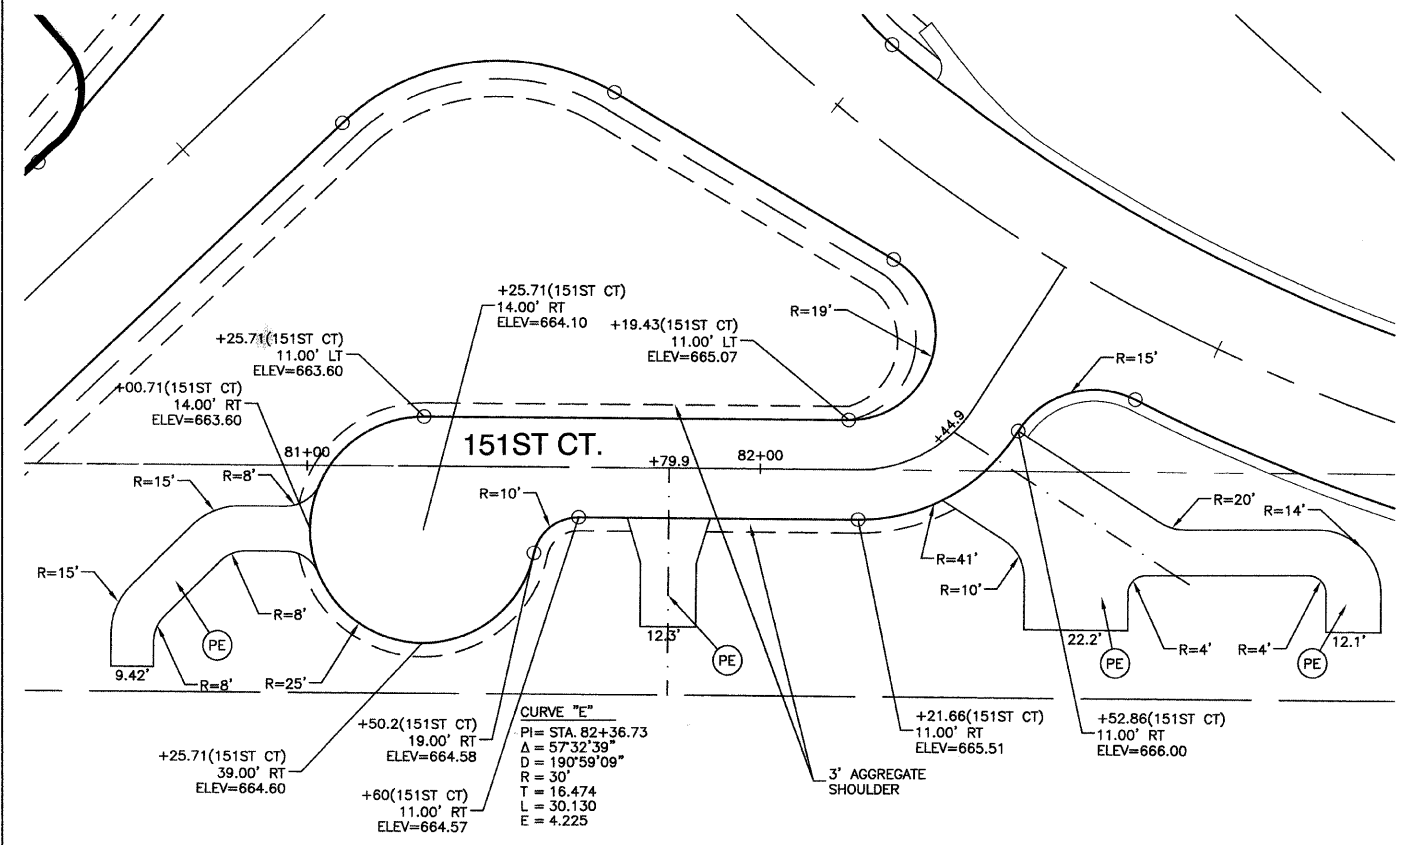 +25.71(151ST CT)
14.00' RT
ELEV=664.10
+25.71(151ST CT)
11.00' LT
ELEV=663.60
+19.43(151ST CT)
11.00' LT
ELEV=665.07
R=19'
R=15'
+00.71(151ST CT)
14.00' RT
ELEV=663.60
151ST CT.
+44.9
81+00
+79.9
82+00
R=15'
R=8'
R=10'
R=20'
R=14'
R=15'
R=8'
R=41'
R=10'
PE
12.3'
PE
22.2'
PE
R=4'
R=4'
PE
12.1'
9.42'
R=8'
R=25'
+50.2(151ST CT)
19.00' RT
ELEV=664.58
+25.71(151ST CT)
39.00' RT
ELEV=664.60
+60(151ST CT)
11.00' RT
ELEV=664.57
CURVE "E"
PI= STA. 82+36.73
Δ = 57°32'39"
D = 190°59'09"
R = 30'
T = 16.474
L = 30.130
E = 4.225
3' AGGREGATE
SHOULDER
+21.66(151ST CT)
11.00' RT
ELEV=665.51
+52.86(151ST CT)
11.00' RT
ELEV=666.00